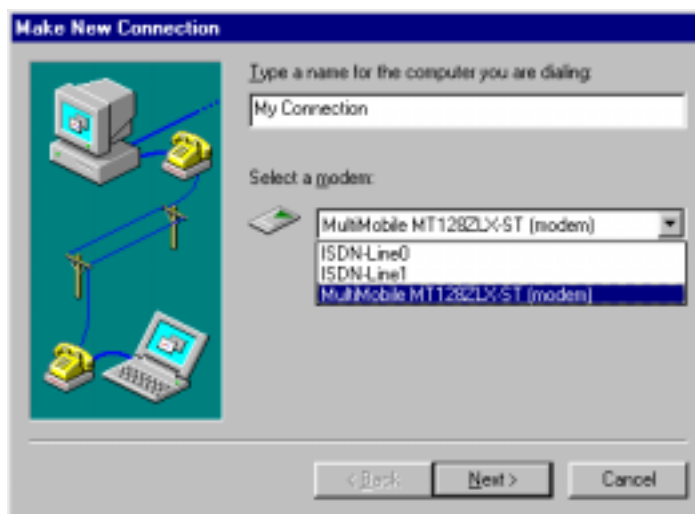 Make New Connection
Type a name for the computer you are dialing:
My Connection
Select a modem:
MultiMobile MT128ZLX-ST (modem)
ISDN-Line0
ISDN-Line1
MultiMobile MT128ZLX-ST (modem)
< Back
Next >
Cancel